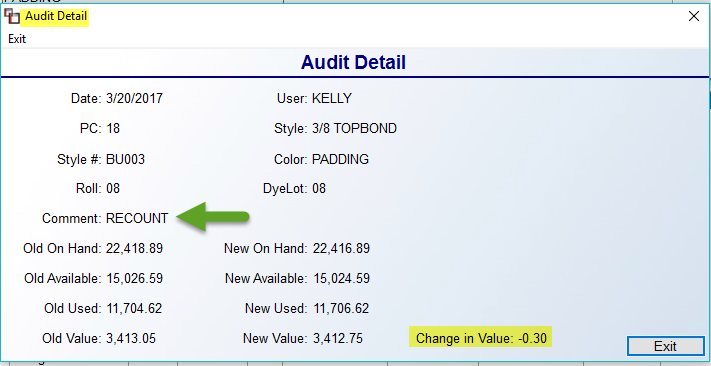 Audit Detail
Exit
Audit Detail
Date: 3/20/2017 User: KELLY
PC: 18 Style: 3/8 TOPBOND
Style #: BU003 Color: PADDING
Roll: 08 DyeLot: 08
Comment: RECOUNT
Old On Hand: 22,418.89 New On Hand: 22,416.89
Old Available: 15,026.59 New Available: 15,024.59
Old Used: 11,704.62 New Used: 11,706.62
Old Value: 3,413.05 New Value: 3,412.75 Change in Value: -0.30
Exit